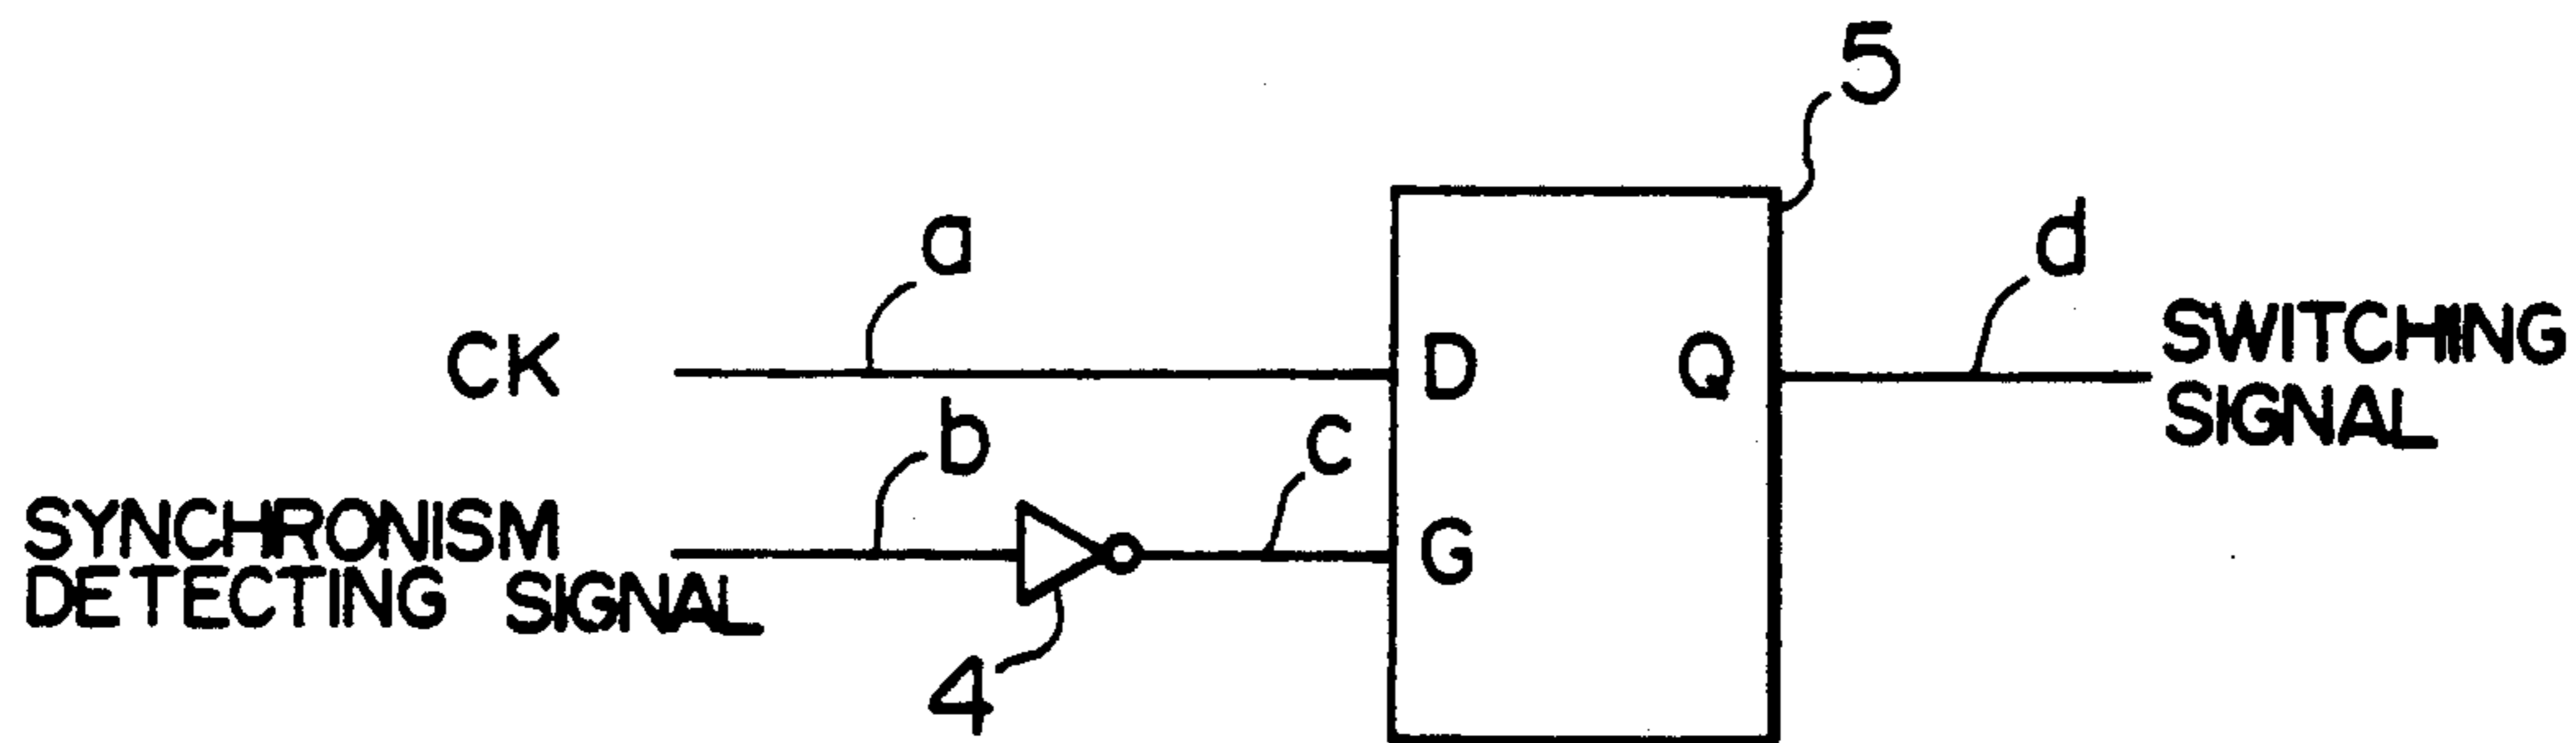 5
a
d
CK
D
Q
SWITCHING
SIGNAL
b
c
SYNCHRONISM
DETECTING SIGNAL
G
4